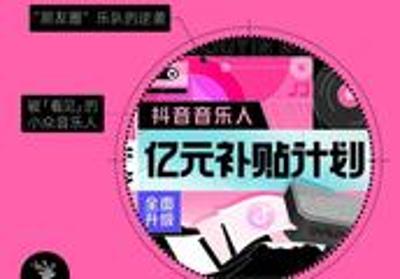 “朋友圈”乐队的逆袭
被「看见」的
小众音乐人
抖音音乐人
亿元补贴计划
全面
升级